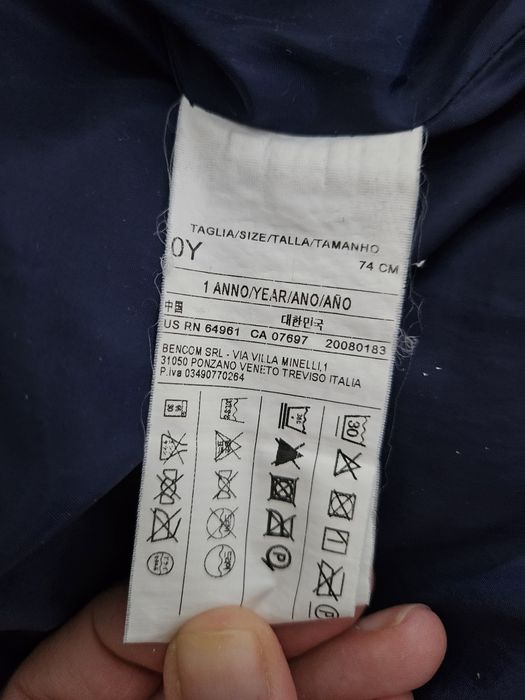 TAGLIA/SIZE/TALLA/TAMANHO
0Y
74 CM
1 ANNO/YEAR/ANO/AÑO
中国 대한민국
US RN 64961 CA 07697 20080183
BENCOM SRL - VIA VILLA MINELLI,1
31050 PONZANO VENETO TREVISO ITALIA
P.iva 03490770264
30
P
P